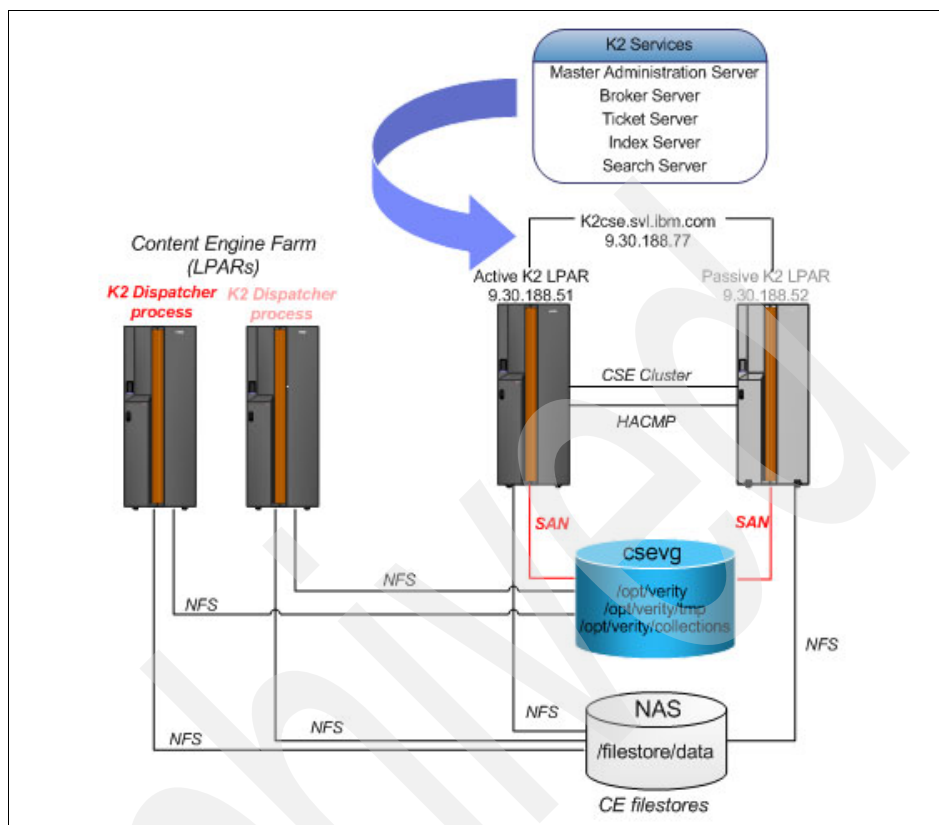 K2 Services
Master Administration Server
Broker Server
Ticket Server
Index Server
Search Server
K2cse.svl.ibm.com
9.30.188.77
Content Engine Farm
(LPARs)
K2 Dispatcher
process
K2 Dispatcher
process
Active K2 LPAR
9.30.188.51
Passive K2 LPAR
9.30.188.52
CSE Cluster
HACMP
SAN
SAN
csevg
/opt/verity
/opt/verity/tmp
/opt/verity/collections
NFS
NFS
NFS
NFS
NFS
NFS
NAS
/filestore/data
CE filestores